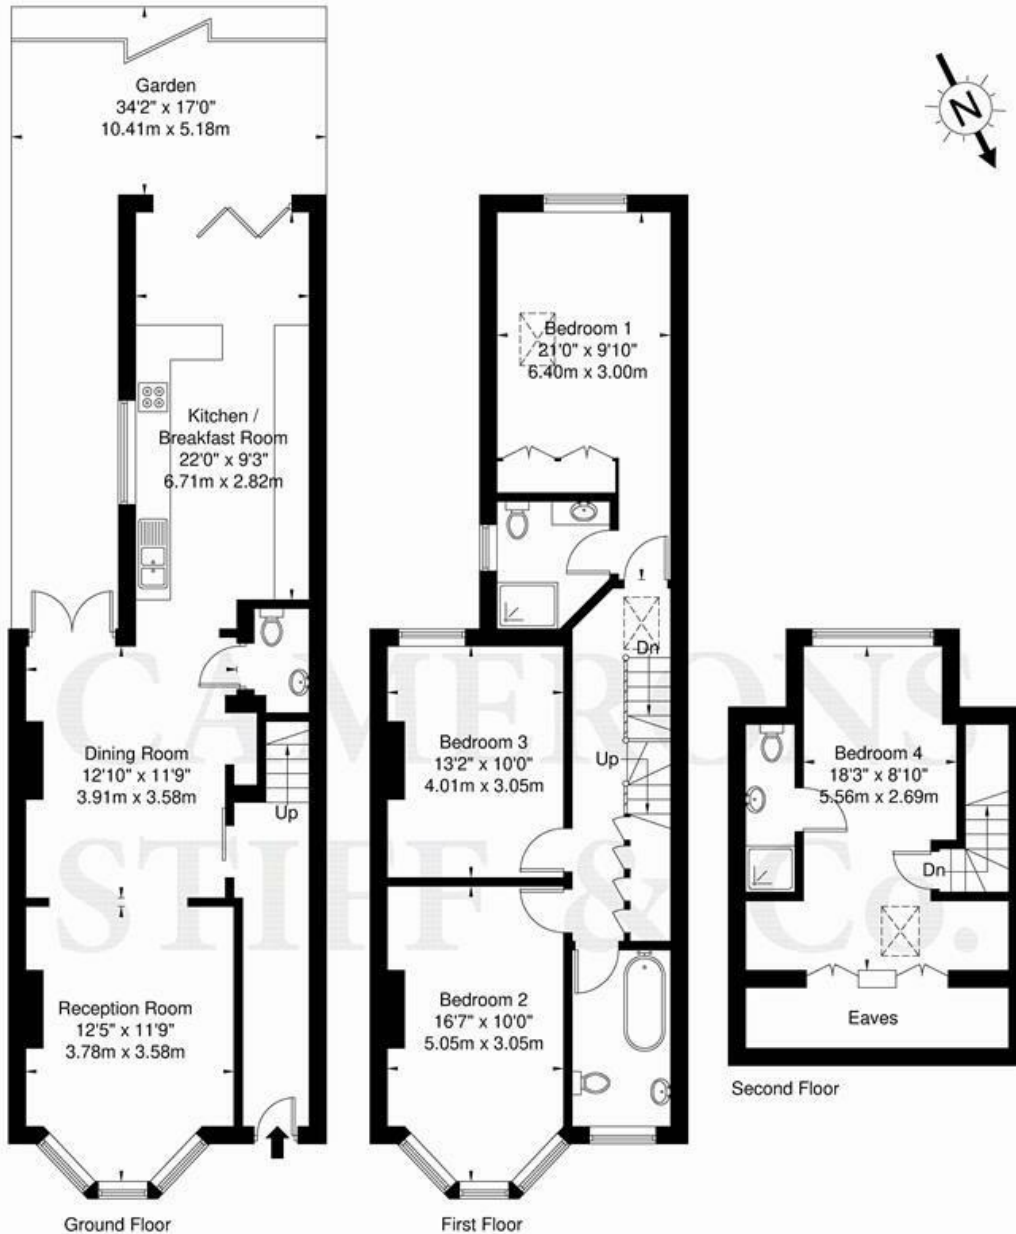 Garden
34'2" x 17'0"
10.41m x 5.18m
N
Kitchen /
Breakfast Room
22'0" x 9'3"
6.71m x 2.82m
Dining Room
12'10" x 11'9"
3.91m x 3.58m
Up
Reception Room
12'5" x 11'9"
3.78m x 3.58m
Ground Floor
Bedroom 1
21'0" x 9'10"
6.40m x 3.00m
Dn
Up
Bedroom 3
13'2" x 10'0"
4.01m x 3.05m
Bedroom 2
16'7" x 10'0"
5.05m x 3.05m
First Floor
Bedroom 4
18'3" x 8'10"
5.56m x 2.69m
Dn
Eaves
Second Floor
CAMERONS
STIFF & Co.